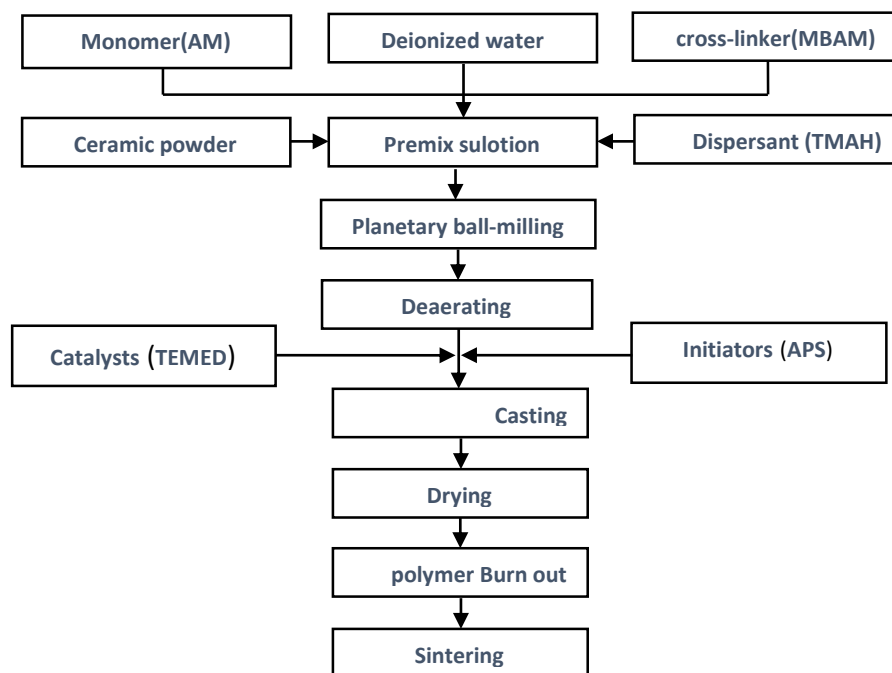 Monomer(AM)
Deionized water
cross-linker(MBAM)
Ceramic powder
Premix sulotion
Dispersant (TMAH)
Planetary ball-milling
Deaerating
Catalysts (TEMED)
Initiators (APS)
Casting
Drying
polymer Burn out
Sintering